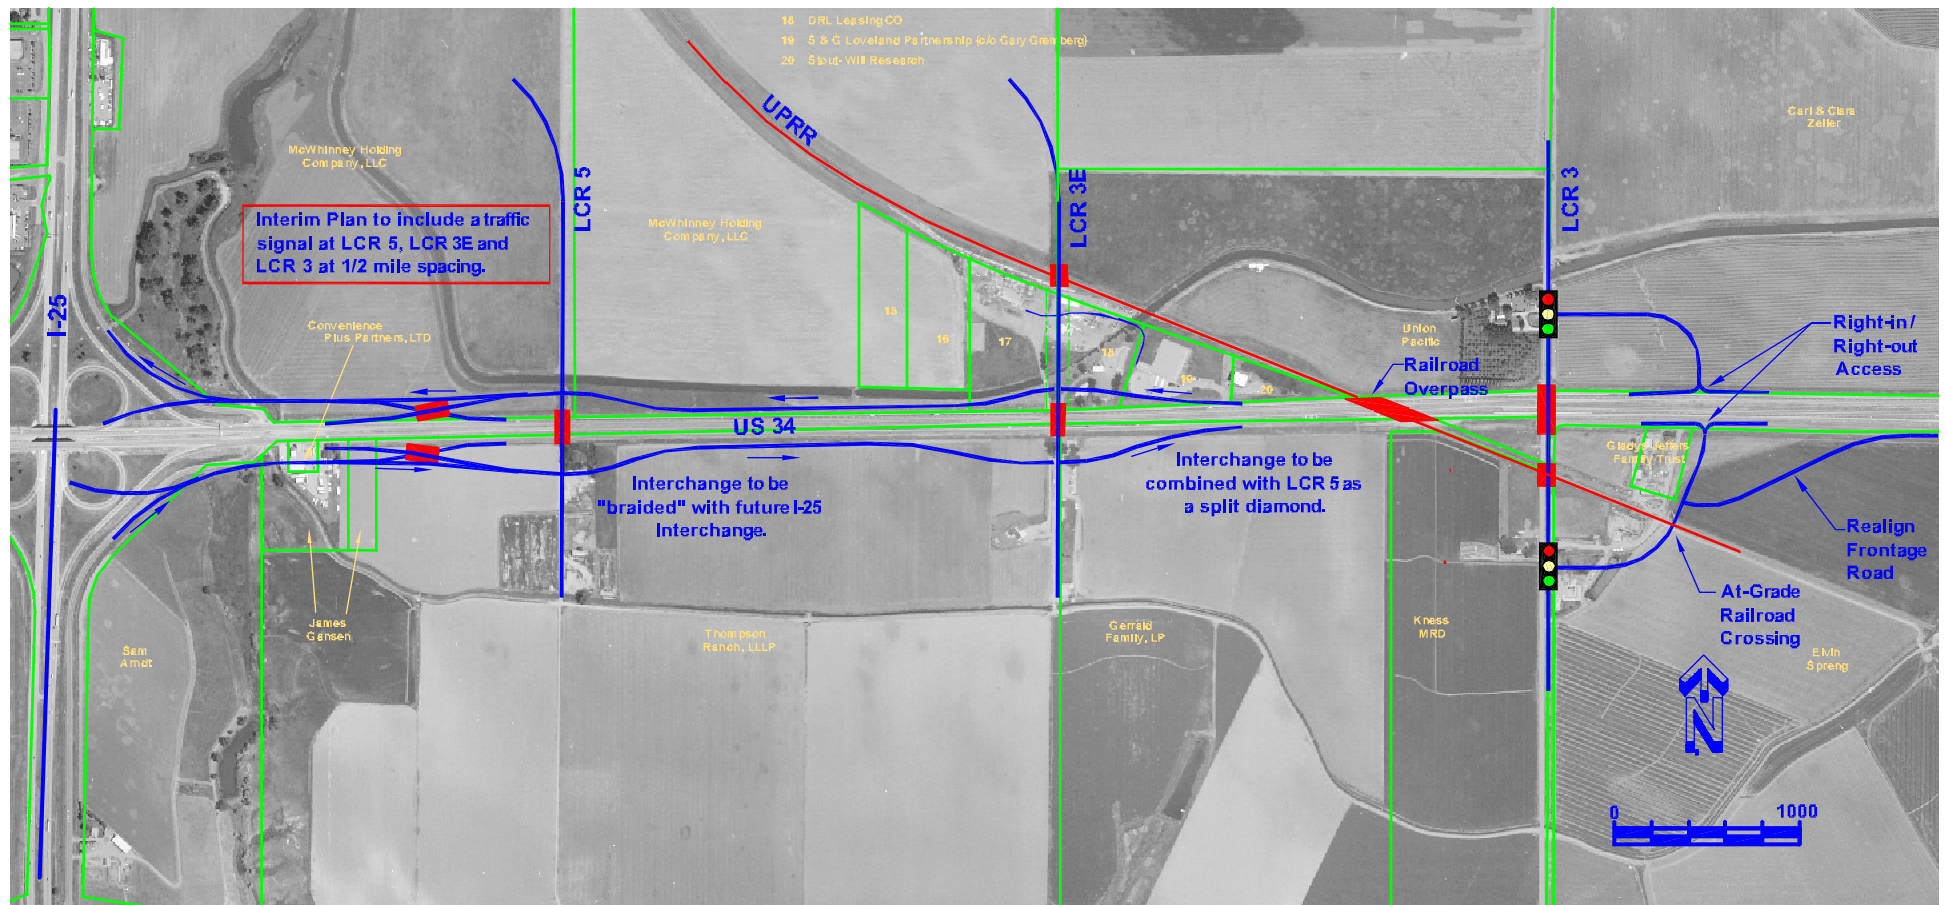 18 DRL Leasing CO
19 S & G Loveland Partnership (c/o Gary Gremberg)
20 Stout- Will Research
UPRR
Carl & Clara
Zeiler
McWhinney Holding
Company, LLC
LCR 5
LCR 3E
LCR 3
Interim Plan to include a traffic
signal at LCR 5, LCR 3E and
LCR 3 at 1/2 mile spacing.
McWhinney Holding
Company, LLC
I-25
Convenience
Plus Partners, LTD
15
16
17
18
19
20
Union
Pacific
Railroad
Overpass
Right-in /
Right-out
Access
US 34
Gladys Jeffers
Family Trust
Interchange to be
"braided" with future I-25
Interchange.
Interchange to be
combined with LCR 5 as
a split diamond.
Realign
Frontage
Road
At-Grade
Railroad
Crossing
James
Gansen
Sam
Arndt
Thompson
Ranch, LLLP
Gerrald
Family, LP
Kness
MRD
Elvin
Spreng
N
0 1000